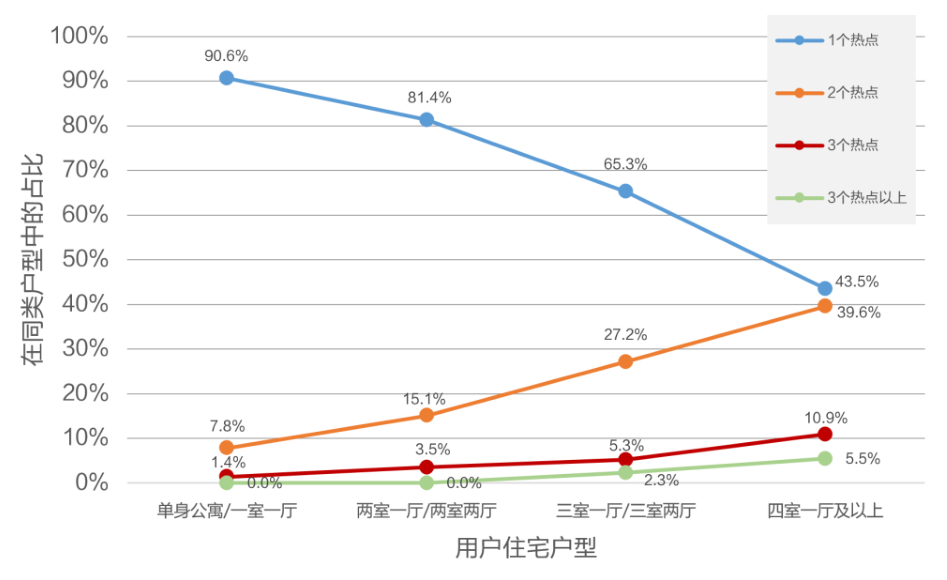 100%
90%
80%
70%
60%
50%
40%
30%
20%
10%
0%
在同类户型中的占比
90.6%
81.4%
65.3%
43.5%
39.6%
27.2%
15.1%
7.8%
1.4%
3.5%
5.3%
10.9%
0.0%
0.0%
2.3%
5.5%
1个热点
2个热点
3个热点
3个热点以上
单身公寓/一室一厅
两室一厅/两室两厅
三室一厅/三室两厅
四室一厅及以上
用户住宅户型